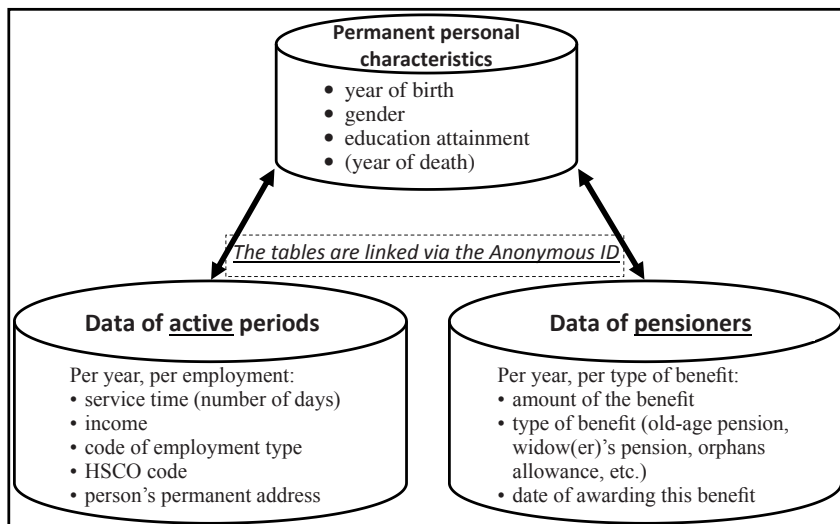 Permanent personal
characteristics
• year of birth
• gender
• education attainment
• (year of death)
The tables are linked via the Anonymous ID
Data of active periods
Per year, per employment:
• service time (number of days)
• income
• code of employment type
• HSCO code
• person's permanent address
Data of pensioners
Per year, per type of benefit:
• amount of the benefit
• type of benefit (old-age pension,
widow(er)'s pension, orphans
allowance, etc.)
• date of awarding this benefit